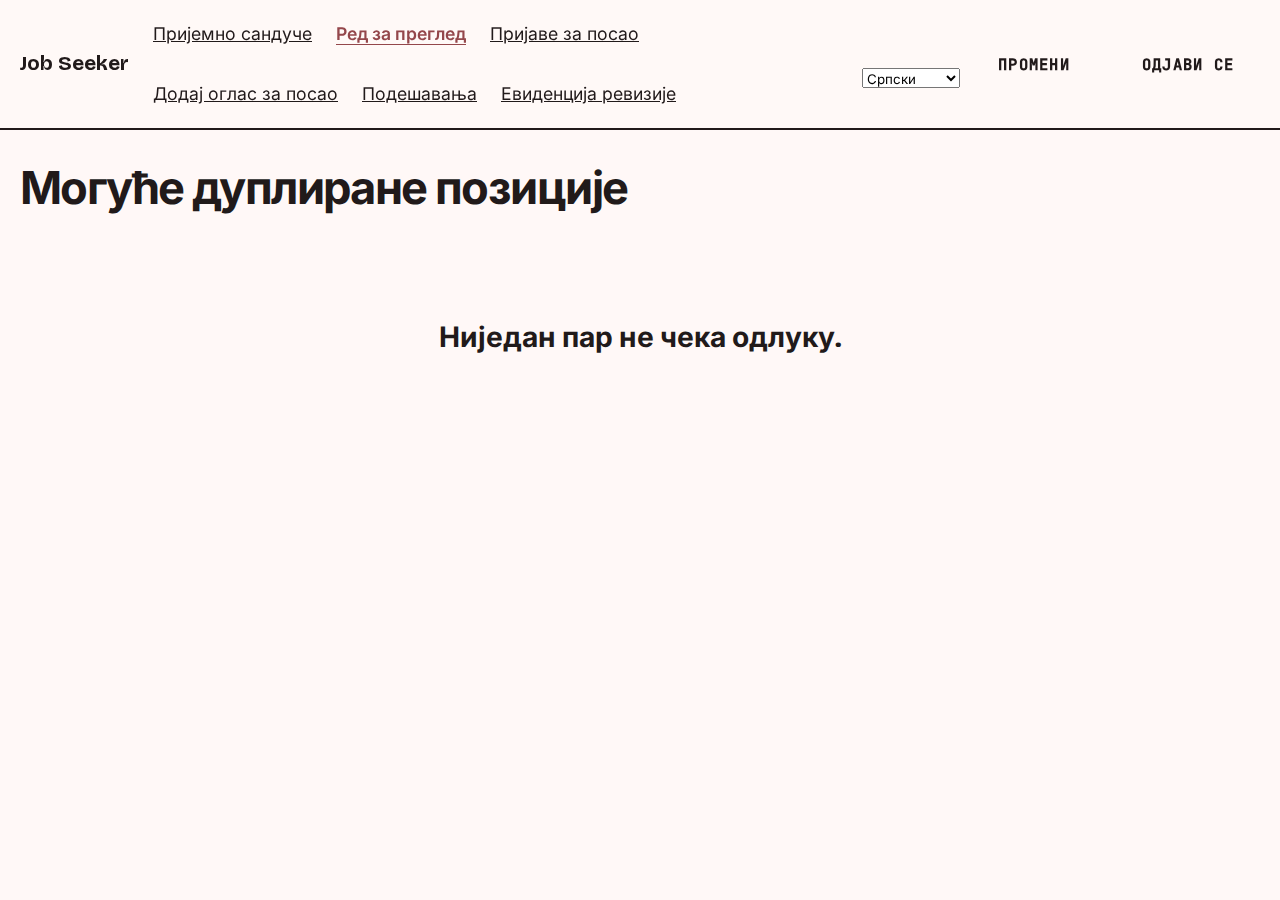 Job Seeker
Пријемно сандуче
Ред за преглед
Пријаве за посао
Додај оглас за посао
Подешавања
Евиденција ревизије
Српски
ПРОМЕНИ
ОДЈАВИ СЕ
Могуће дуплиране позиције
Ниједан пар не чека одлуку.